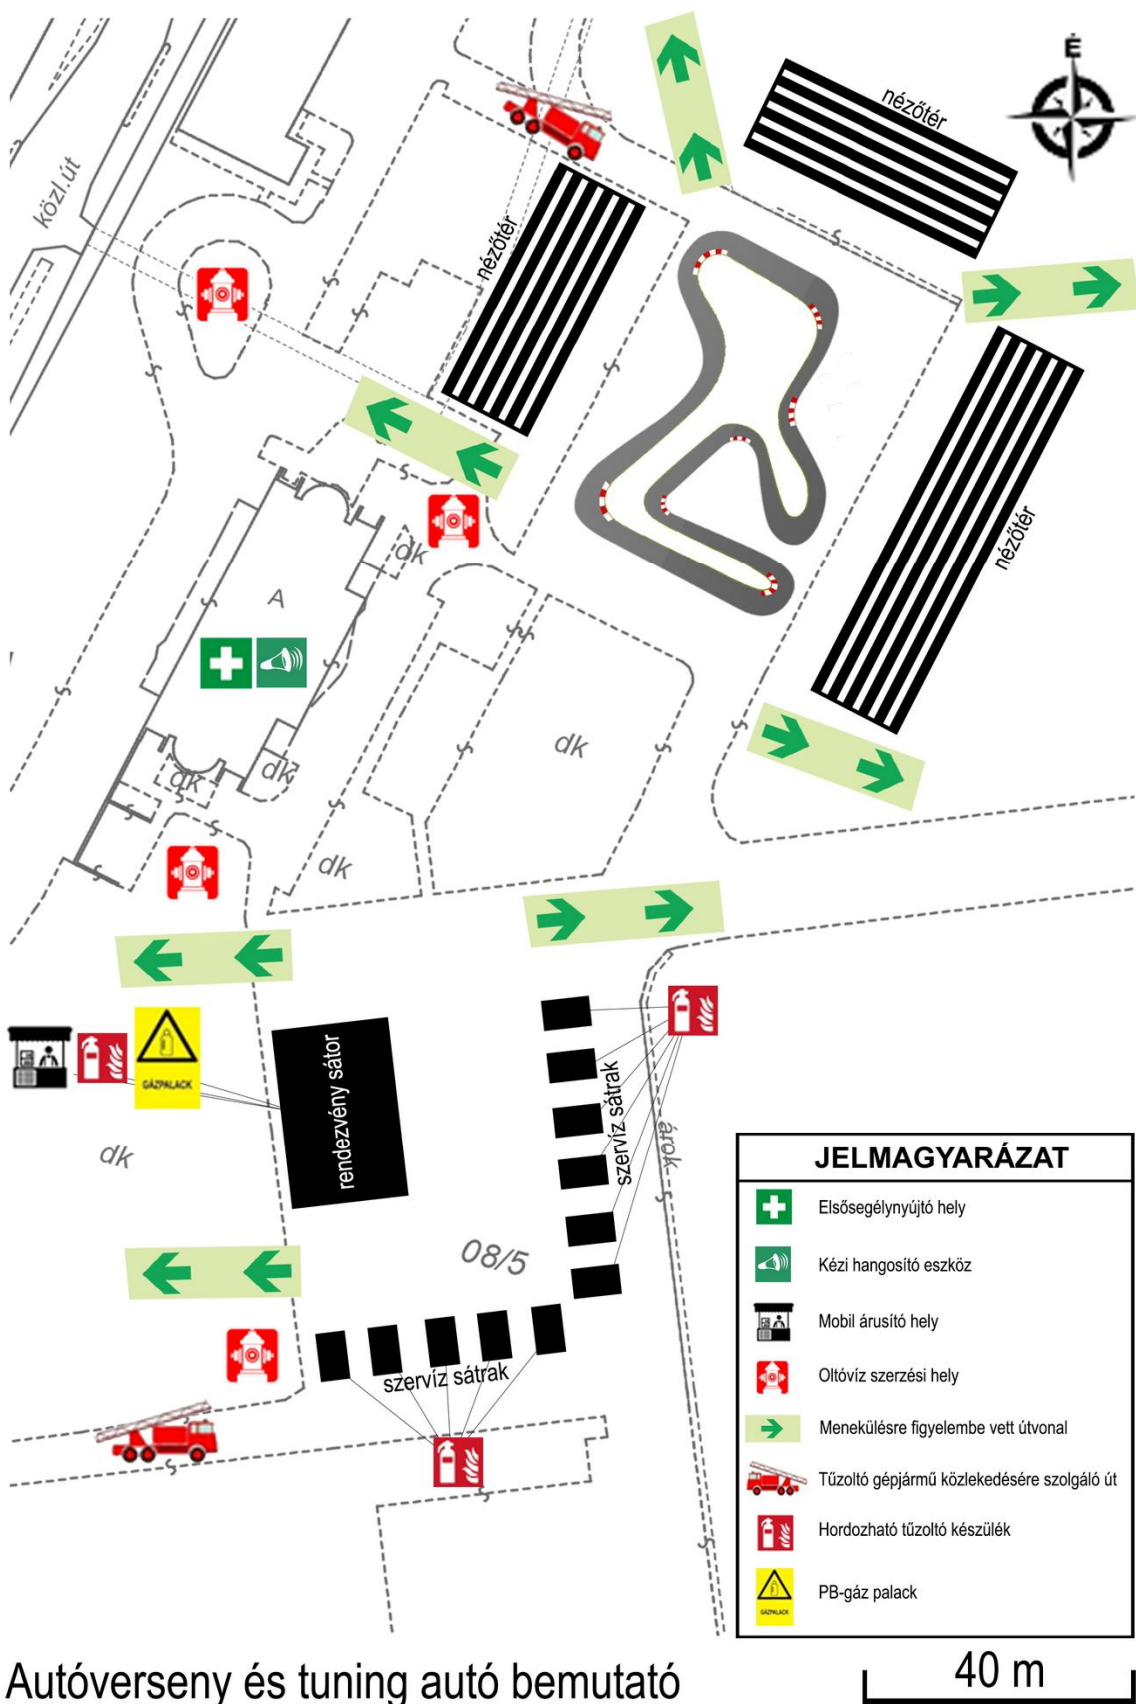 É
nézőtér
közl.út
nézőtér
nézőtér
dk
A
dk
dk
dk
dk
GÁZPALACK
rendezvény sátor
szervíz sátrak
árok
dk
08/5
szervíz sátrak
JELMAGYARÁZAT
Elsősegélynyújtó hely
Kézi hangosító eszköz
Mobil árusító hely
Oltóvíz szerzési hely
Menekülésre figyelembe vett útvonal
Tűzoltó gépjármű közlekedésére szolgáló út
Hordozható tűzoltó készülék
GÁZPALACK
PB-gáz palack
Autóverseny és tuning autó bemutató
40 m